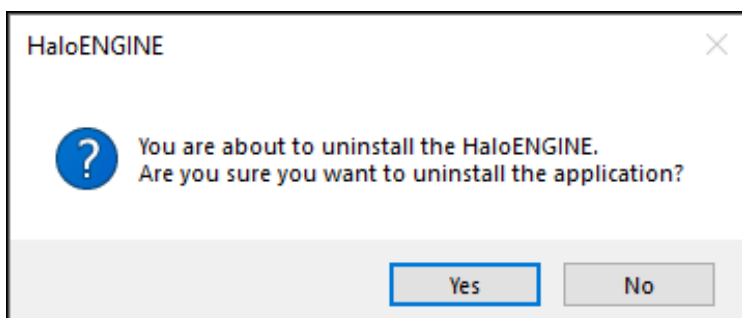 HaloENGINE
You are about to uninstall the HaloENGINE.
Are you sure you want to uninstall the application?
Yes
No